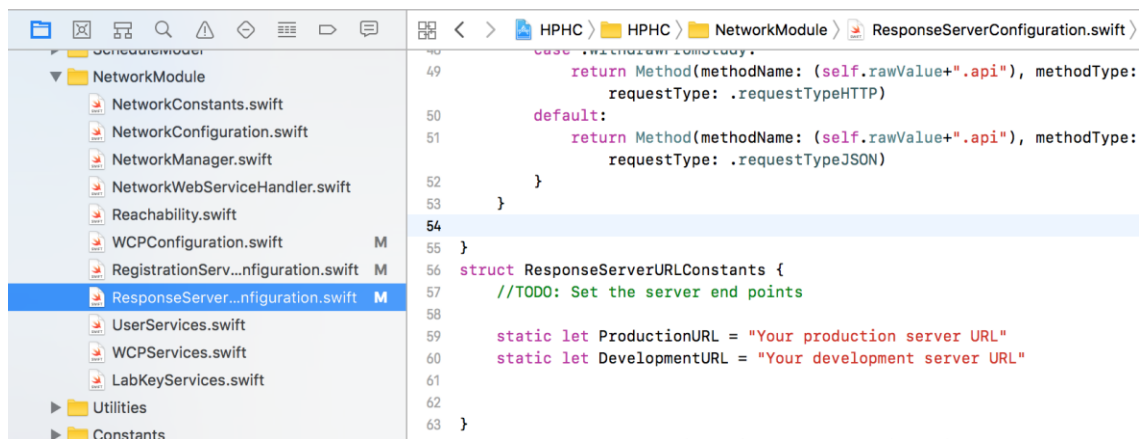 HPHC HPHC NetworkModule ResponseServerConfiguration.swift
ScheduleModel
NetworkModule
NetworkConstants.swift
NetworkConfiguration.swift
NetworkManager.swift
NetworkWebServiceHandler.swift
Reachability.swift
WCPConfiguration.swift M
RegistrationServ...nfiguration.swift M
ResponseServer...nfiguration.swift M
UserServices.swift
WCPServices.swift
LabKeyServices.swift
Utilities
Constants
48 case .withdrawFromStudy:
49 return Method(methodName: (self.rawValue+".api"), methodType:
requestType: .requestTypeHTTP)
50 default:
51 return Method(methodName: (self.rawValue+".api"), methodType:
requestType: .requestTypeJSON)
52 }
53 }
54
55 }
56 struct ResponseServerURLConstants {
57 //TODO: Set the server end points
58
59 static let ProductionURL = "Your production server URL"
60 static let DevelopmentURL = "Your development server URL"
61
62
63 }